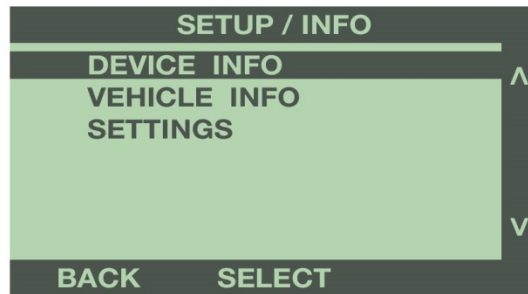 SETUP / INFO
DEVICE INFO
VEHICLE INFO
SETTINGS
BACK SELECT